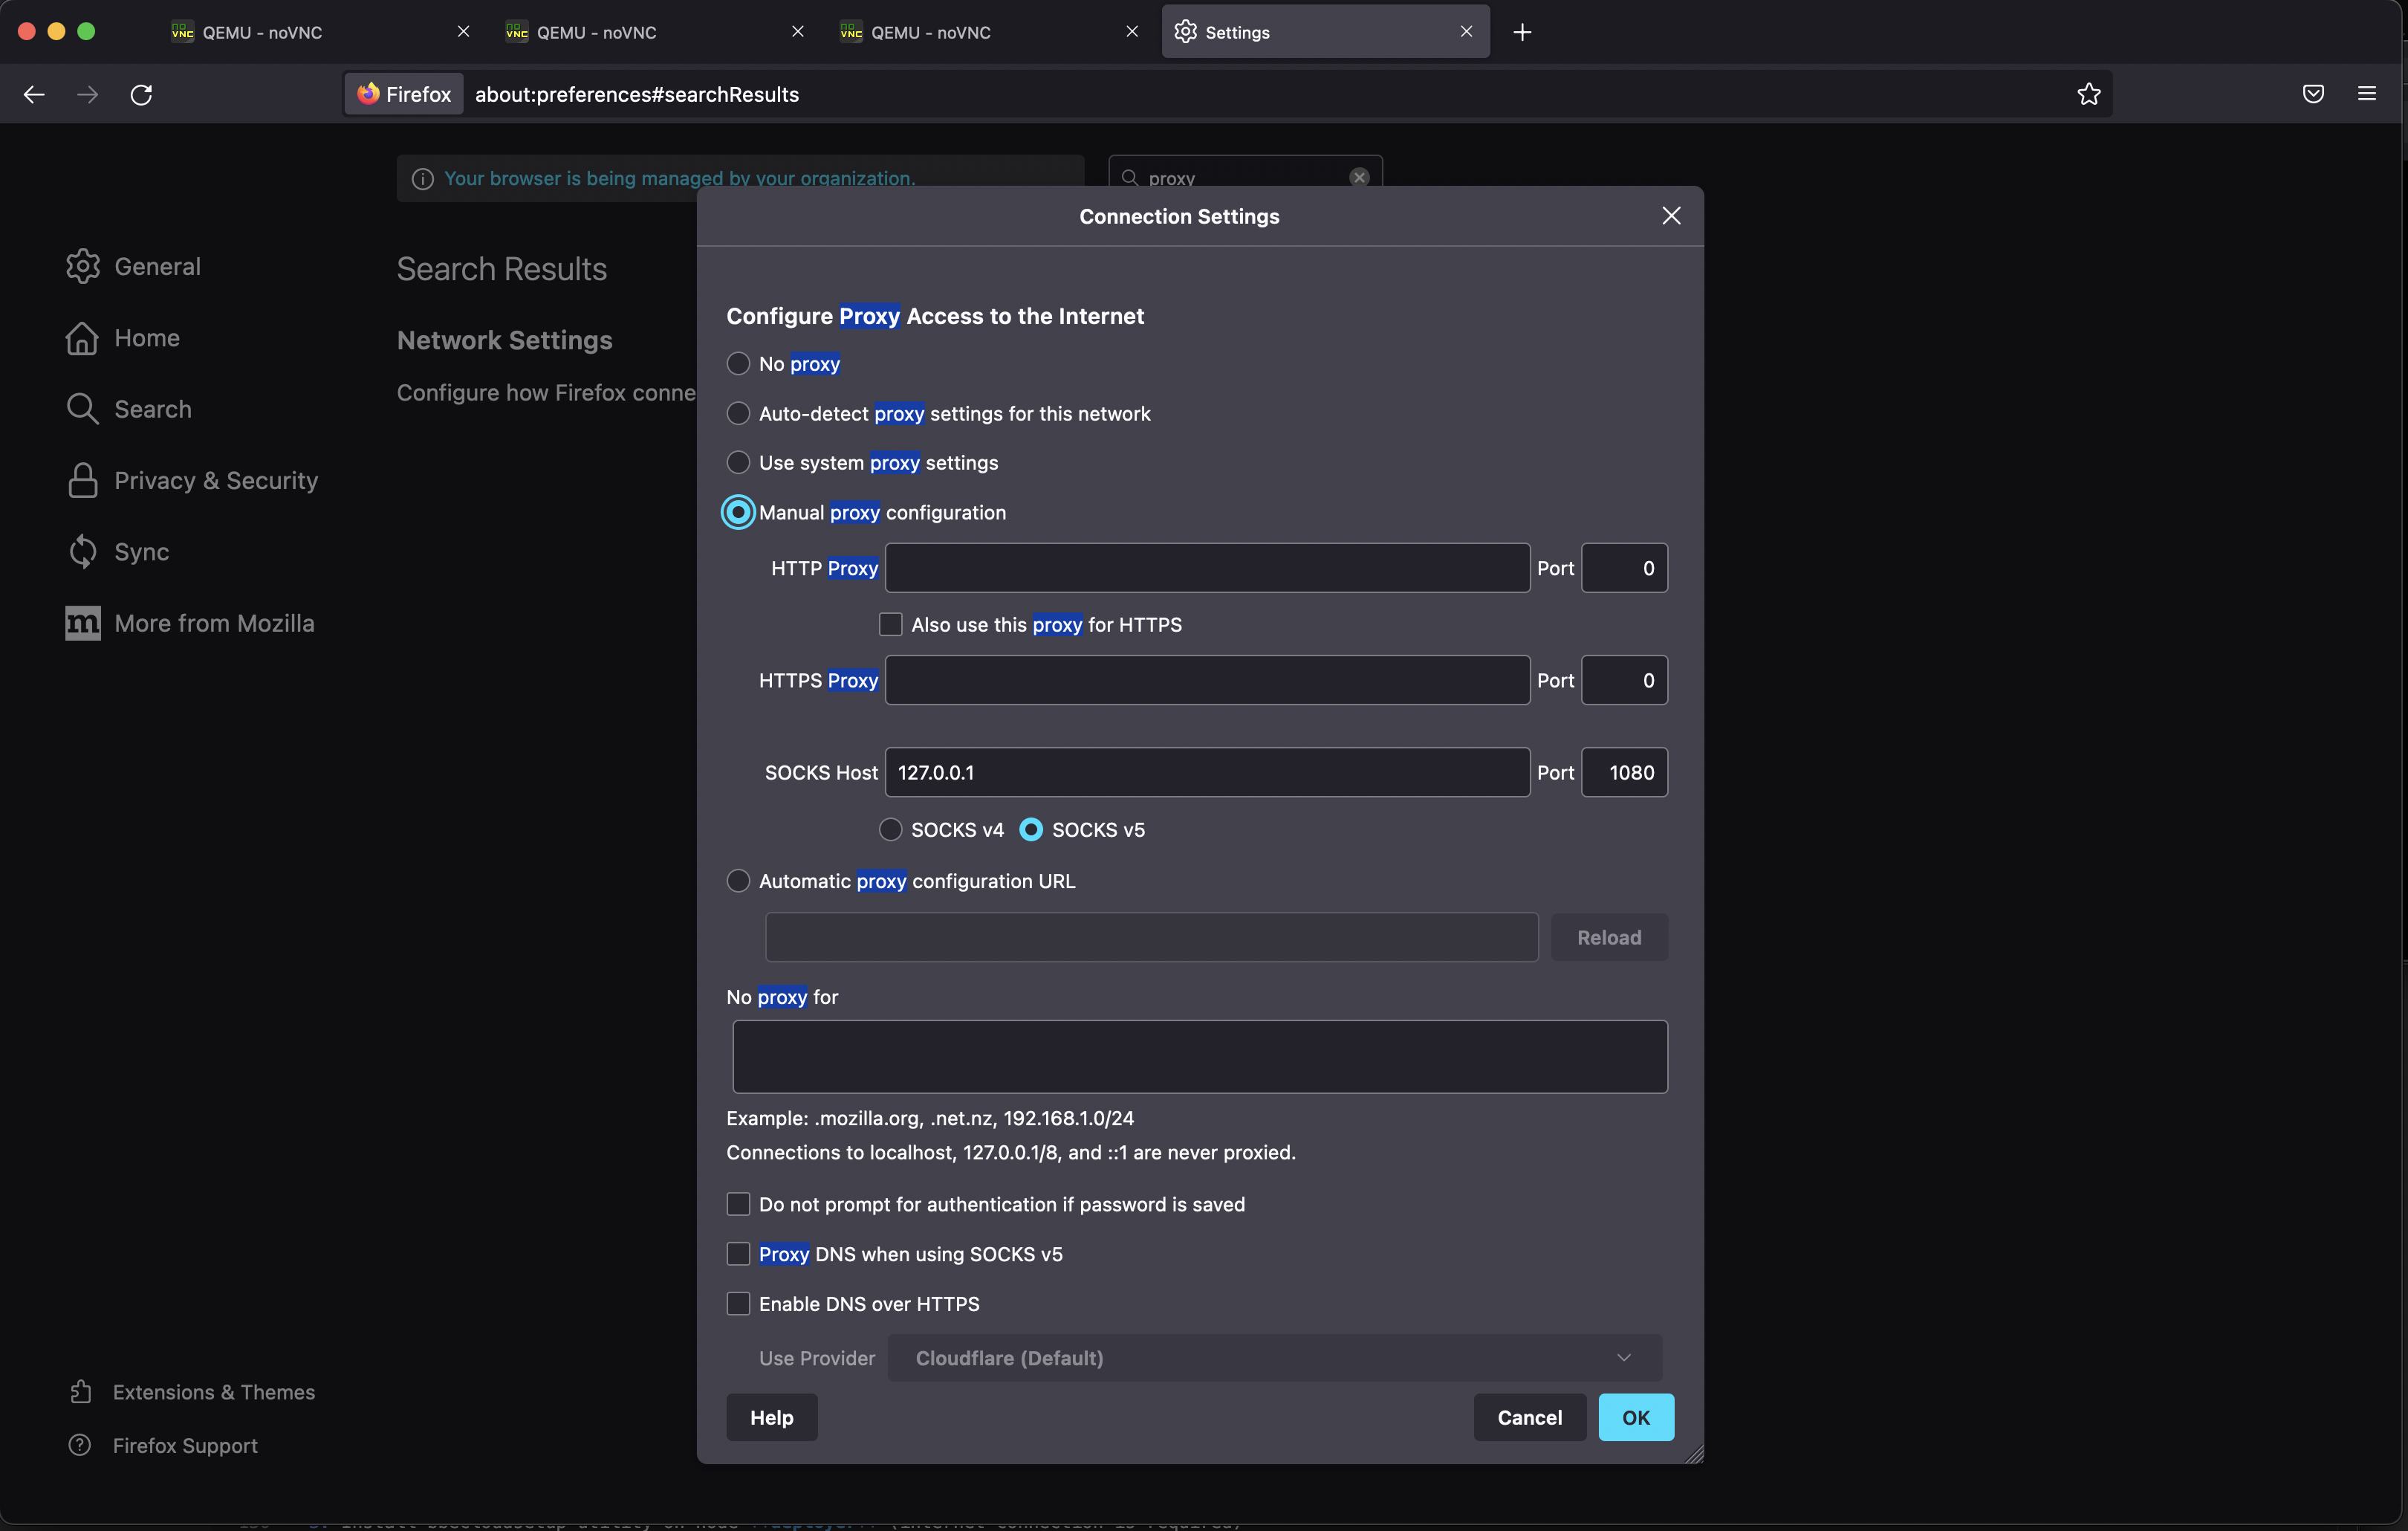 QEMU - noVNC
QEMU - noVNC
QEMU - noVNC
Settings
Firefox
about:preferences#searchResults
Your browser is being managed by your organization.
proxy
General
Home
Search
Privacy & Security
Sync
More from Mozilla
Extensions & Themes
Firefox Support
Search Results
Network Settings
Configure how Firefox conne
Connection Settings
Configure Proxy Access to the Internet
No proxy
Auto-detect proxy settings for this network
Use system proxy settings
Manual proxy configuration
HTTP Proxy
Port 0
Also use this proxy for HTTPS
HTTPS Proxy
Port 0
SOCKS Host 127.0.0.1 Port 1080
SOCKS v4 SOCKS v5
Automatic proxy configuration URL
Reload
No proxy for
Example: .mozilla.org, .net.nz, 192.168.1.0/24
Connections to localhost, 127.0.0.1/8, and ::1 are never proxied.
Do not prompt for authentication if password is saved
Proxy DNS when using SOCKS v5
Enable DNS over HTTPS
Use Provider Cloudflare (Default)
Help Cancel OK